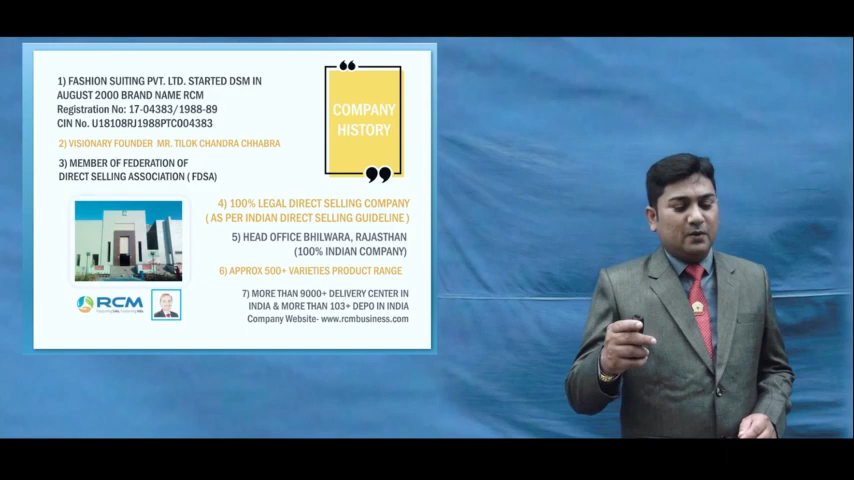 1) FASHION SUITING PVT. LTD. STARTED DSM IN
AUGUST 2000 BRAND NAME RCM
Registration No: 17-04383/1988-89
CIN No. U18108RJ1988PTC004383
2) VISIONARY FOUNDER MR. TILOK CHANDRA CHHABRA
3) MEMBER OF FEDERATION OF
DIRECT SELLING ASSOCIATION ( FDSA)
COMPANY
HISTORY
4) 100% LEGAL DIRECT SELLING COMPANY
( AS PER INDIAN DIRECT SELLING GUIDELINE )
5) HEAD OFFICE BHILWARA, RAJASTHAN
(100% INDIAN COMPANY)
6) APPROX 500+ VARIETIES PRODUCT RANGE
7) MORE THAN 9000+ DELIVERY CENTER IN
INDIA & MORE THAN 103+ DEPO IN INDIA
Company Website- www.rcmbusiness.com
RCM